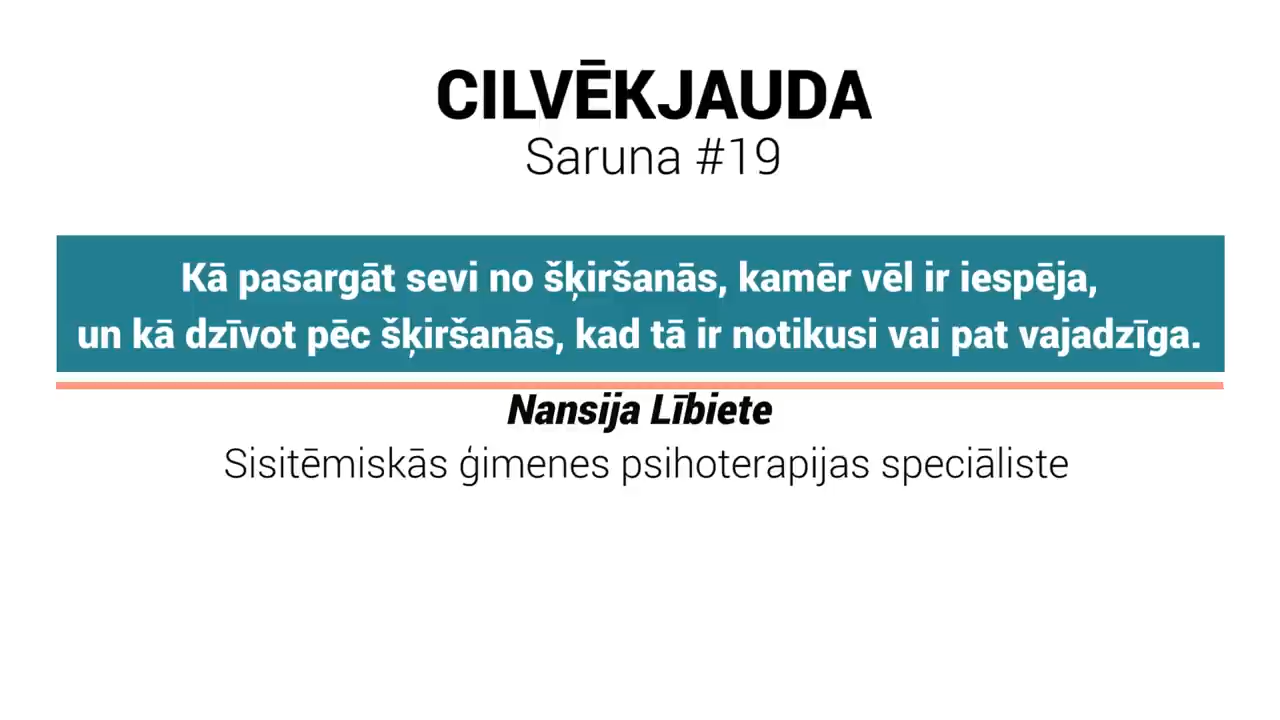 CILVĒKJAUDA
Saruna #19
Kā pasargāt sevi no šķiršanās, kamēr vēl ir iespēja,
un kā dzīvot pēc šķiršanās, kad tā ir notikusi vai pat vajadzīga.
Nansija Lībiete
Sisitēmiskās ģimenes psihoterapijas speciāliste